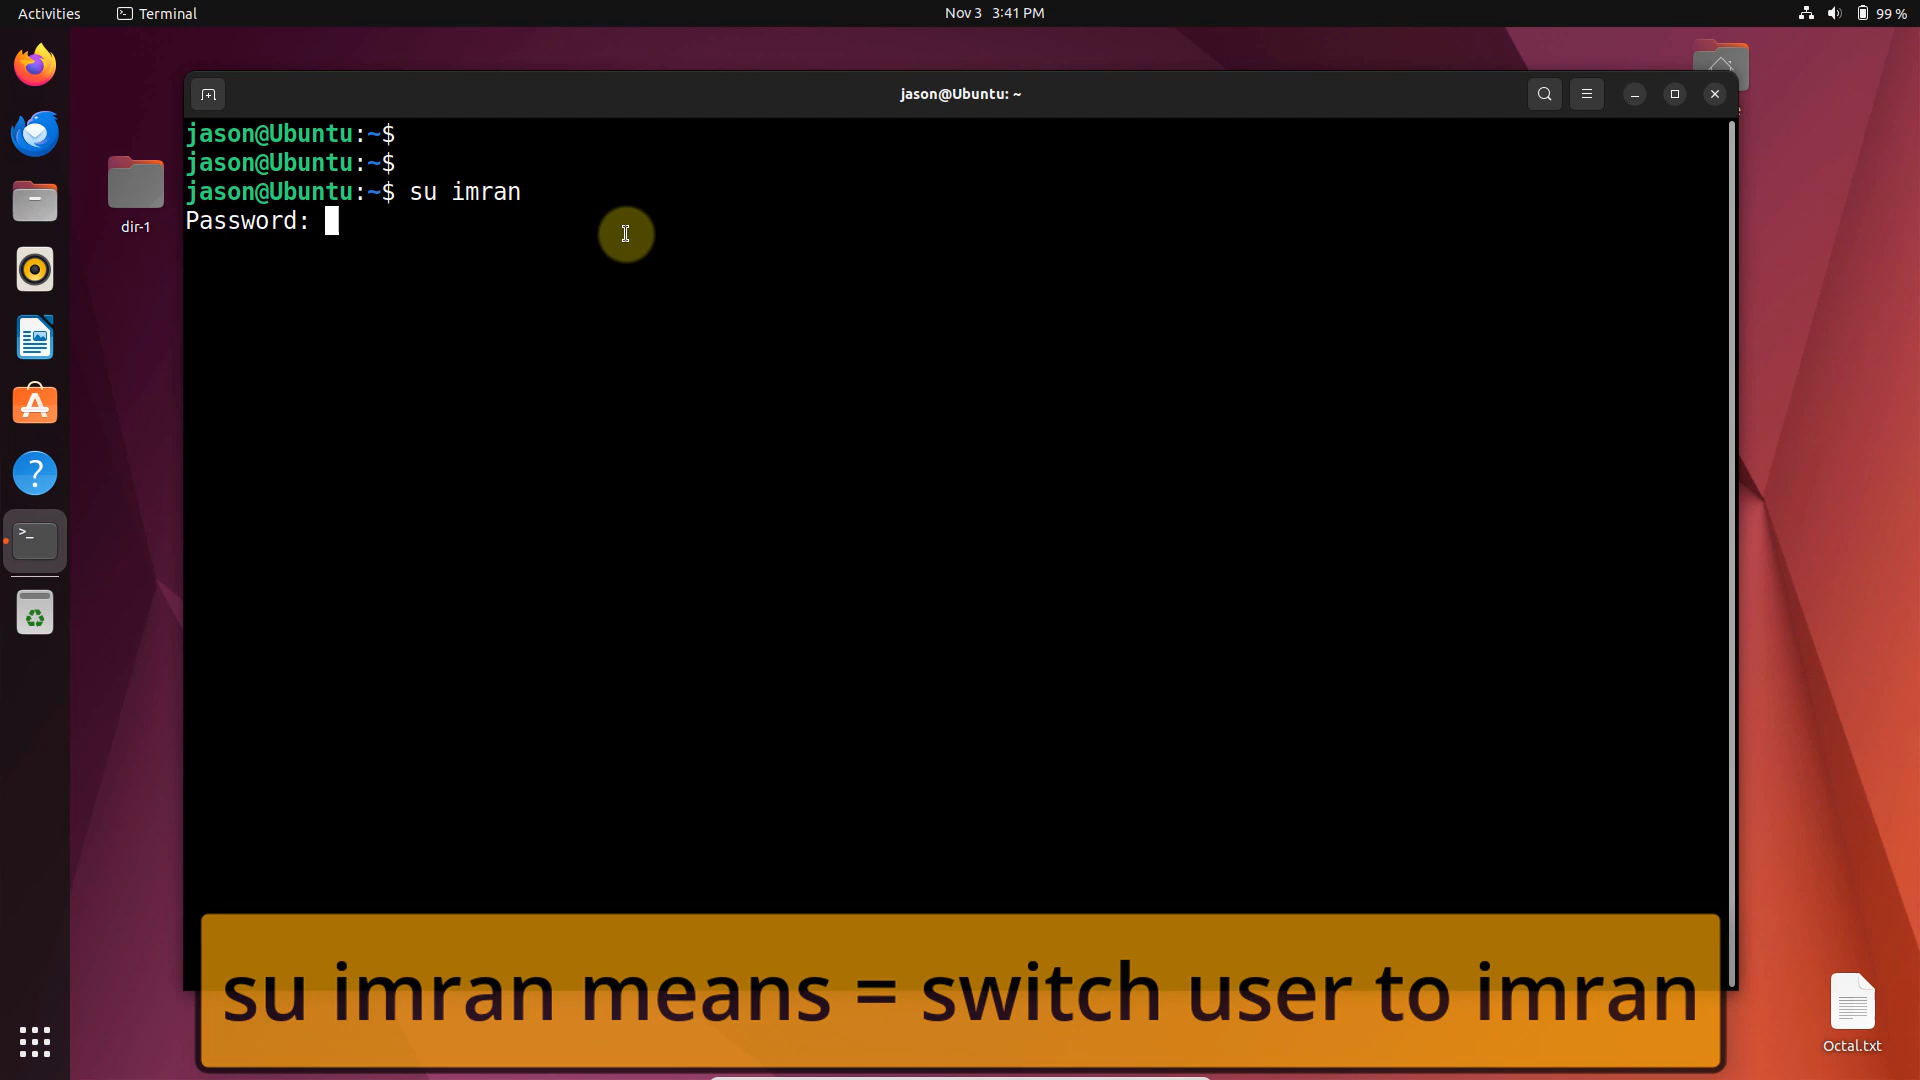 Activities
Terminal
Nov 3 3:41 PM
99 %
jason@Ubuntu: ~
jason@Ubuntu:~$
jason@Ubuntu:~$
jason@Ubuntu:~$ su imran
Password:
dir-1
su imran means = switch user to imran
Octal.txt